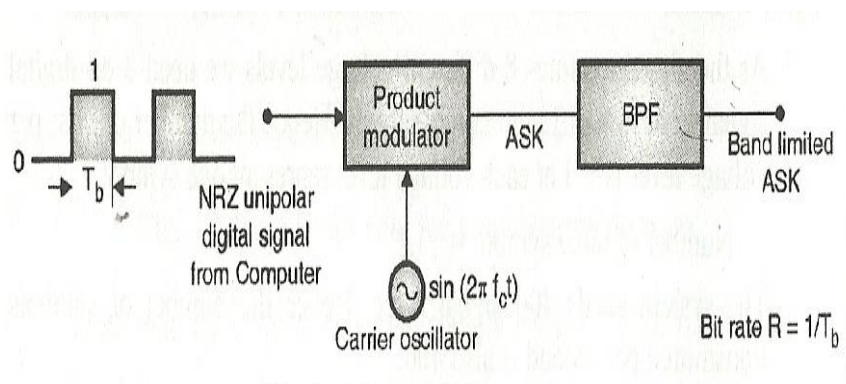 1
0
T_b
NRZ unipolar
digital signal
from Computer
Product
modulator
ASK
BPF
Band limited
ASK
sin (2π f_c t)
Carrier oscillator
Bit rate R = 1/T_b